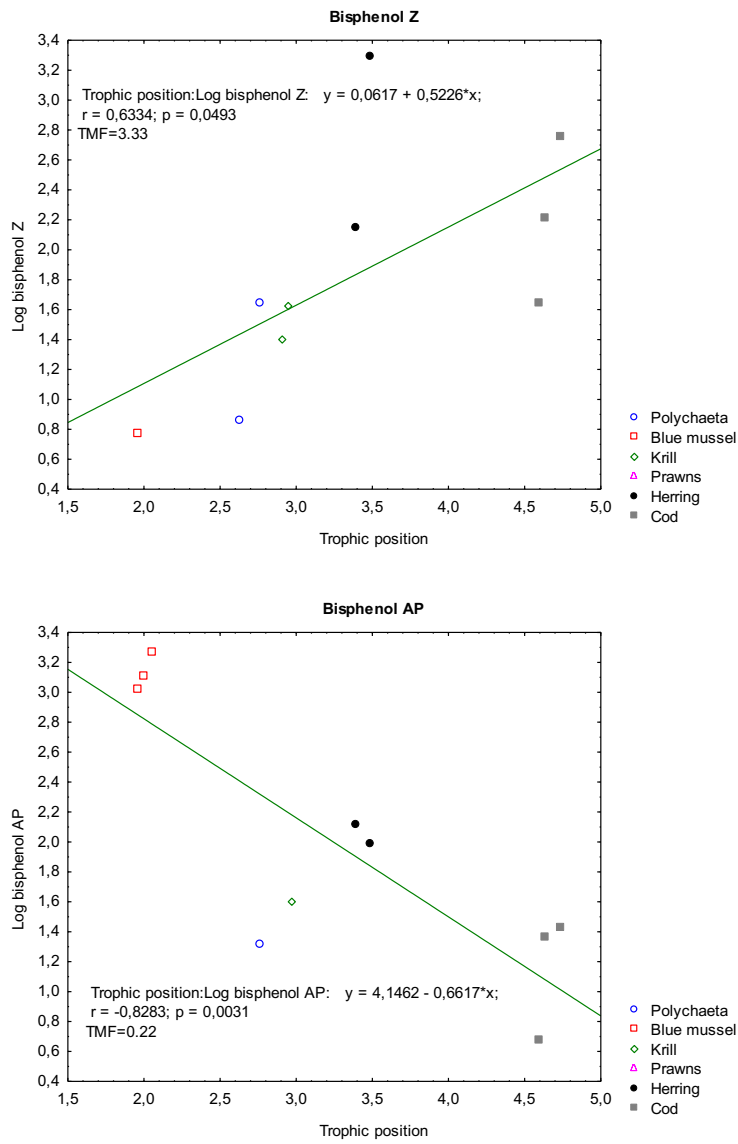 Bisphenol Z
3,4
3,2
3,0
2,8
2,6
2,4
2,2
2,0
1,8
1,6
1,4
1,2
1,0
0,8
0,6
0,4
Log bisphenol Z
Trophic position:Log bisphenol Z: y = 0,0617 + 0,5226*x;
r = 0,6334; p = 0,0493
TMF=3.33
1,5 2,0 2,5 3,0 3,5 4,0 4,5 5,0
Trophic position
Polychaeta
Blue mussel
Krill
Prawns
Herring
Cod
Bisphenol AP
3,4
3,2
3,0
2,8
2,6
2,4
2,2
2,0
1,8
1,6
1,4
1,2
1,0
0,8
0,6
0,4
Log bisphenol AP
Trophic position:Log bisphenol AP: y = 4,1462 - 0,6617*x;
r = -0,8283; p = 0,0031
TMF=0.22
1,5 2,0 2,5 3,0 3,5 4,0 4,5 5,0
Trophic position
Polychaeta
Blue mussel
Krill
Prawns
Herring
Cod